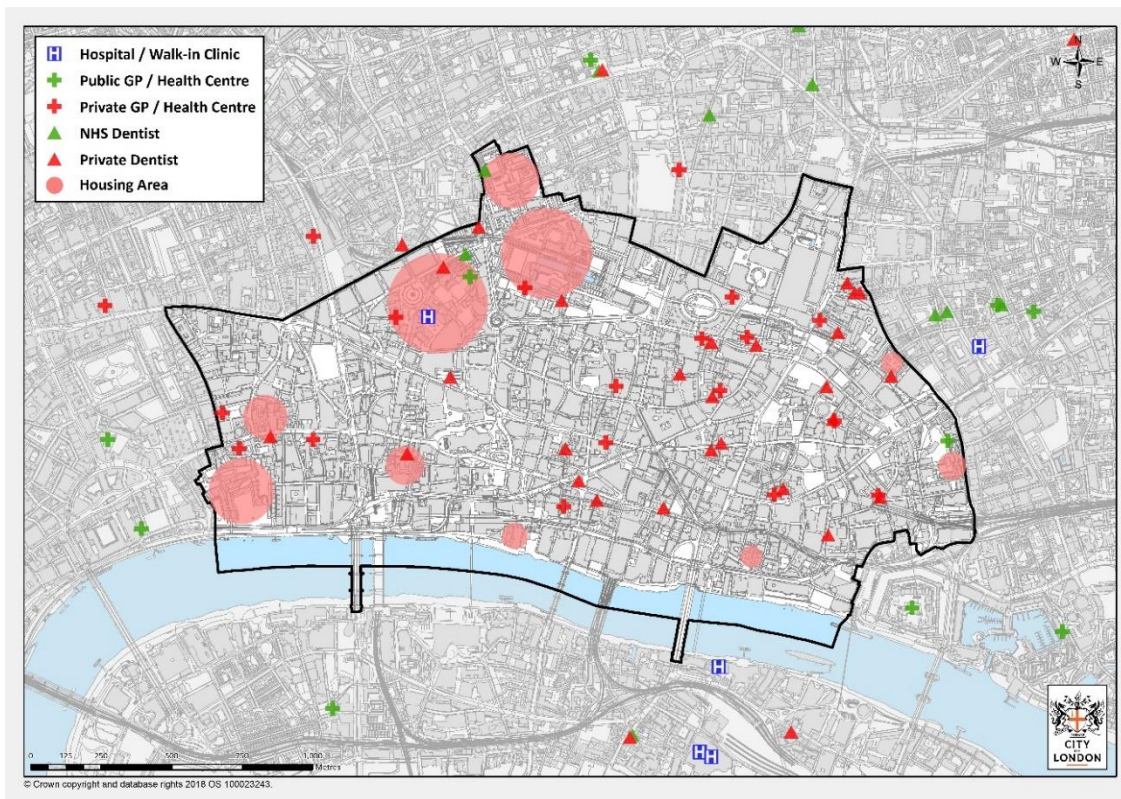 Hospital / Walk-in Clinic
Public GP / Health Centre
Private GP / Health Centre
NHS Dentist
Private Dentist
Housing Area
N
W E
S
0 125 250 500 750 1,000
Metres
CITY
LONDON
© Crown copyright and database rights 2018 OS 100023243.
H
H
H
H
H
H